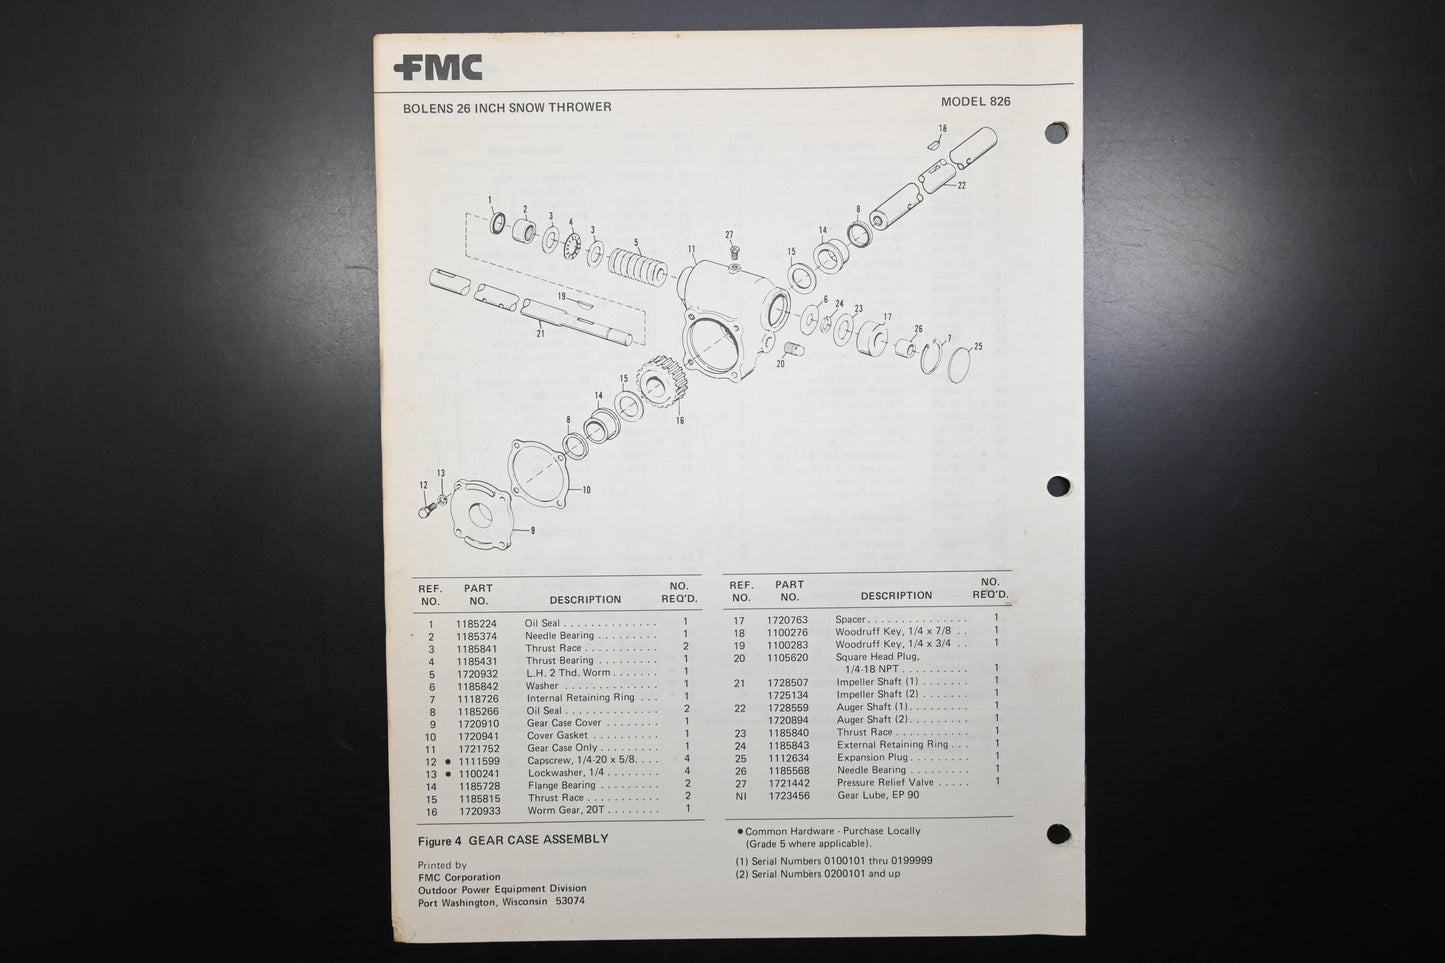 FMC
BOLENS 26 INCH SNOW THROWER
MODEL 826
18
22
8
14
15
27
11
1
2
3
4
3
5
19
21
6
24
23
17
26
7
25
20
15
14
16
8
10
13
12
9
REF. NO. PART NO. DESCRIPTION NO. REQ'D.
1 1185224 Oil Seal . . . . . . . . . . . . . . 1
2 1185374 Needle Bearing . . . . . . . . . 1
3 1185841 Thrust Race . . . . . . . . . . . 2
4 1185431 Thrust Bearing . . . . . . . . . 1
5 1720932 L.H. 2 Thd. Worm . . . . . . . 1
6 1185842 Washer . . . . . . . . . . . . . . 1
7 1118726 Internal Retaining Ring . . . 1
8 1185266 Oil Seal . . . . . . . . . . . . . . 2
9 1720910 Gear Case Cover . . . . . . . . 1
10 1720941 Cover Gasket . . . . . . . . . . 1
11 1721752 Gear Case Only . . . . . . . . . 1
12 ● 1111599 Capscrew, 1/4-20 x 5/8. . . . 4
13 ● 1100241 Lockwasher, 1/4 . . . . . . . . 4
14 1185728 Flange Bearing . . . . . . . . . 2
15 1185815 Thrust Race . . . . . . . . . . . 2
16 1720933 Worm Gear, 20T . . . . . . . . 1
Figure 4 GEAR CASE ASSEMBLY
Printed by
FMC Corporation
Outdoor Power Equipment Division
Port Washington, Wisconsin 53074
REF. NO. PART NO. DESCRIPTION NO. REQ'D.
17 1720763 Spacer. . . . . . . . . . . . . . . 1
18 1100276 Woodruff Key, 1/4 x 7/8 . . 1
19 1100283 Woodruff Key, 1/4 x 3/4 . . 1
20 1105620 Square Head Plug,
1/4-18 NPT . . . . . . . . . . 1
21 1728507 Impeller Shaft (1) . . . . . . . 1
1725134 Impeller Shaft (2) . . . . . . . 1
22 1728559 Auger Shaft (1). . . . . . . . . 1
1720894 Auger Shaft (2). . . . . . . . . 1
23 1185840 Thrust Race . . . . . . . . . . . 1
24 1185843 External Retaining Ring . . . 1
25 1112634 Expansion Plug. . . . . . . . . 1
26 1185568 Needle Bearing . . . . . . . . . 1
27 1721442 Pressure Relief Valve . . . . . 1
NI 1723456 Gear Lube, EP 90
● Common Hardware - Purchase Locally
(Grade 5 where applicable).
(1) Serial Numbers 0100101 thru 0199999
(2) Serial Numbers 0200101 and up